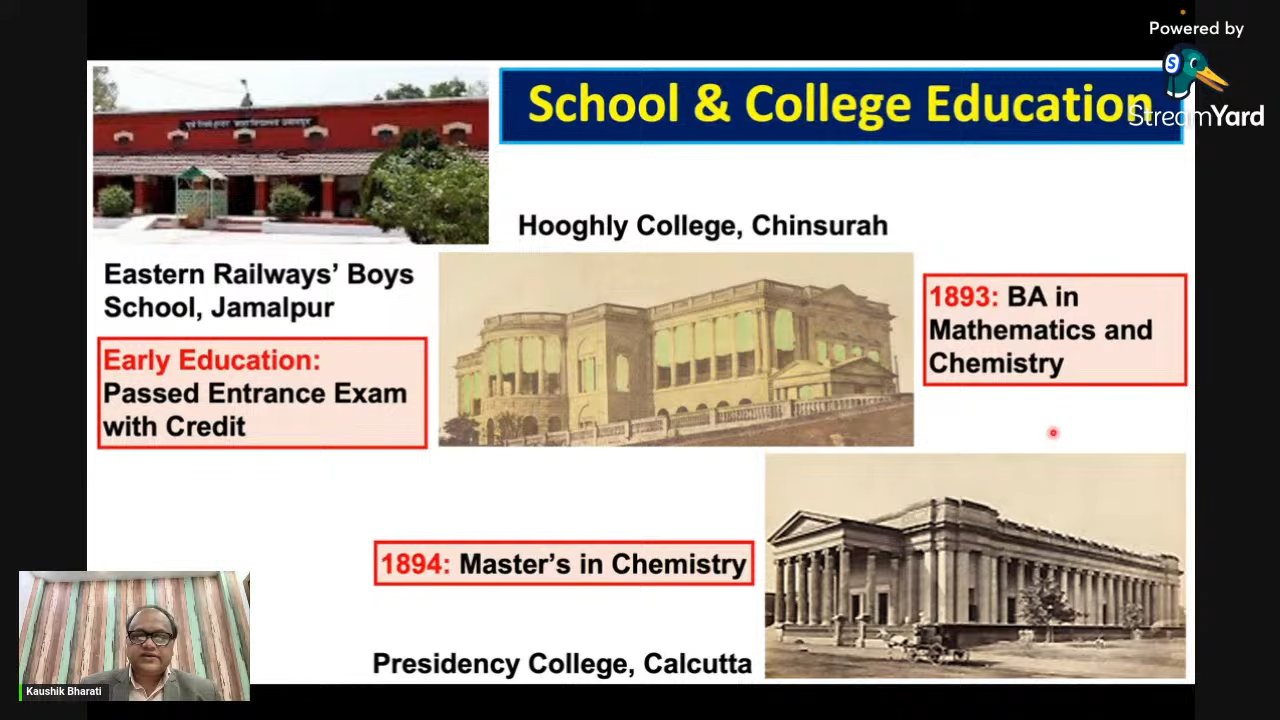 Powered by
StreamYard
School & College Education
Hooghly College, Chinsurah
Eastern Railways’ Boys
School, Jamalpur
Early Education:
Passed Entrance Exam
with Credit
1893: BA in
Mathematics and
Chemistry
1894: Master’s in Chemistry
Presidency College, Calcutta
Kaushik Bharati